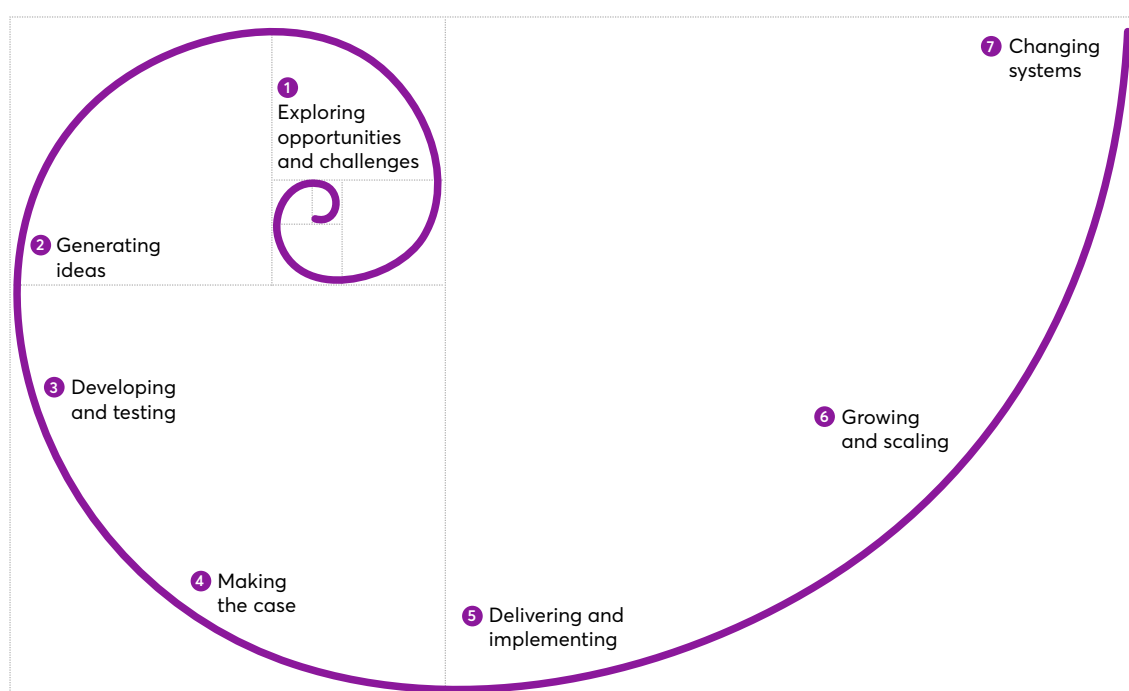 1
Exploring
opportunities
and challenges
2 Generating
ideas
3 Developing
and testing
4 Making
the case
5 Delivering and
implementing
6 Growing
and scaling
7 Changing
systems